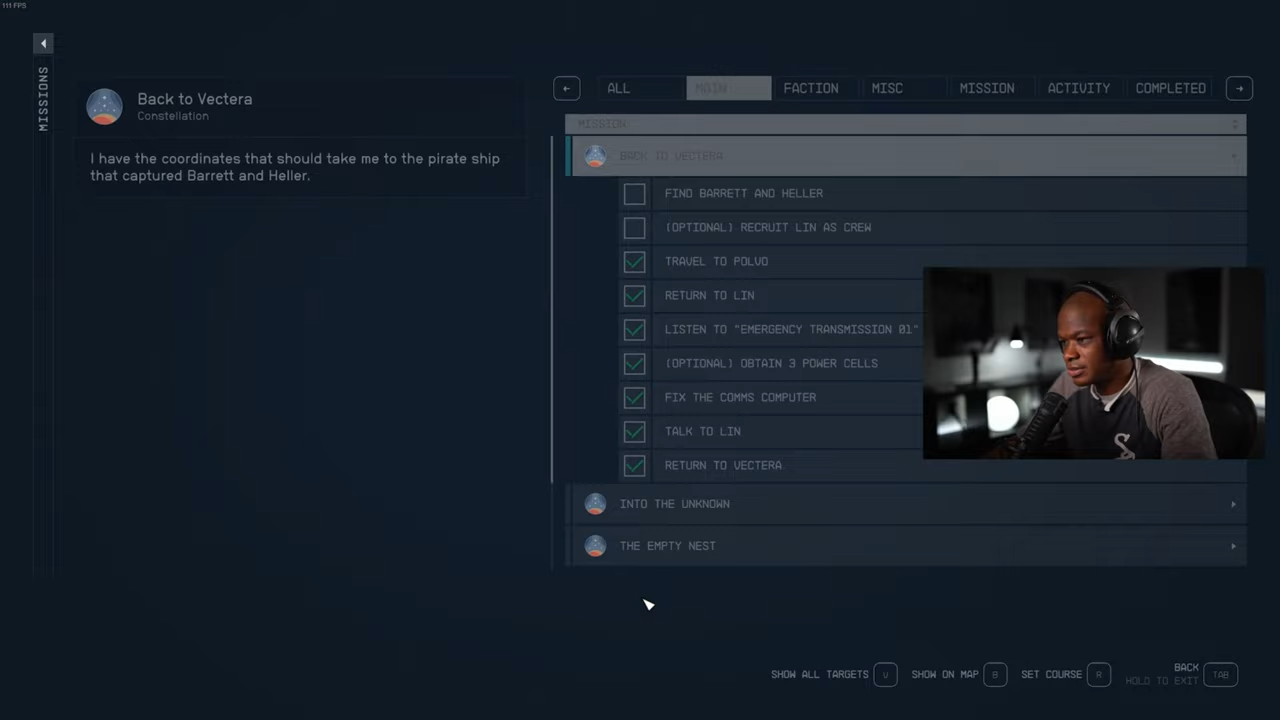 111 FPS
MISSIONS
Back to Vectera
Constellation
I have the coordinates that should take me to the pirate ship
that captured Barrett and Heller.
ALL MAIN FACTION MISC MISSION ACTIVITY COMPLETED
MISSION
BACK TO VECTERA
FIND BARRETT AND HELLER
(OPTIONAL) RECRUIT LIN AS CREW
TRAVEL TO POLVO
RETURN TO LIN
LISTEN TO "EMERGENCY TRANSMISSION 01"
(OPTIONAL) OBTAIN 3 POWER CELLS
FIX THE COMMS COMPUTER
TALK TO LIN
RETURN TO VECTERA
INTO THE UNKNOWN
THE EMPTY NEST
SHOW ALL TARGETS V SHOW ON MAP B SET COURSE R BACK TAB
HOLD TO EXIT